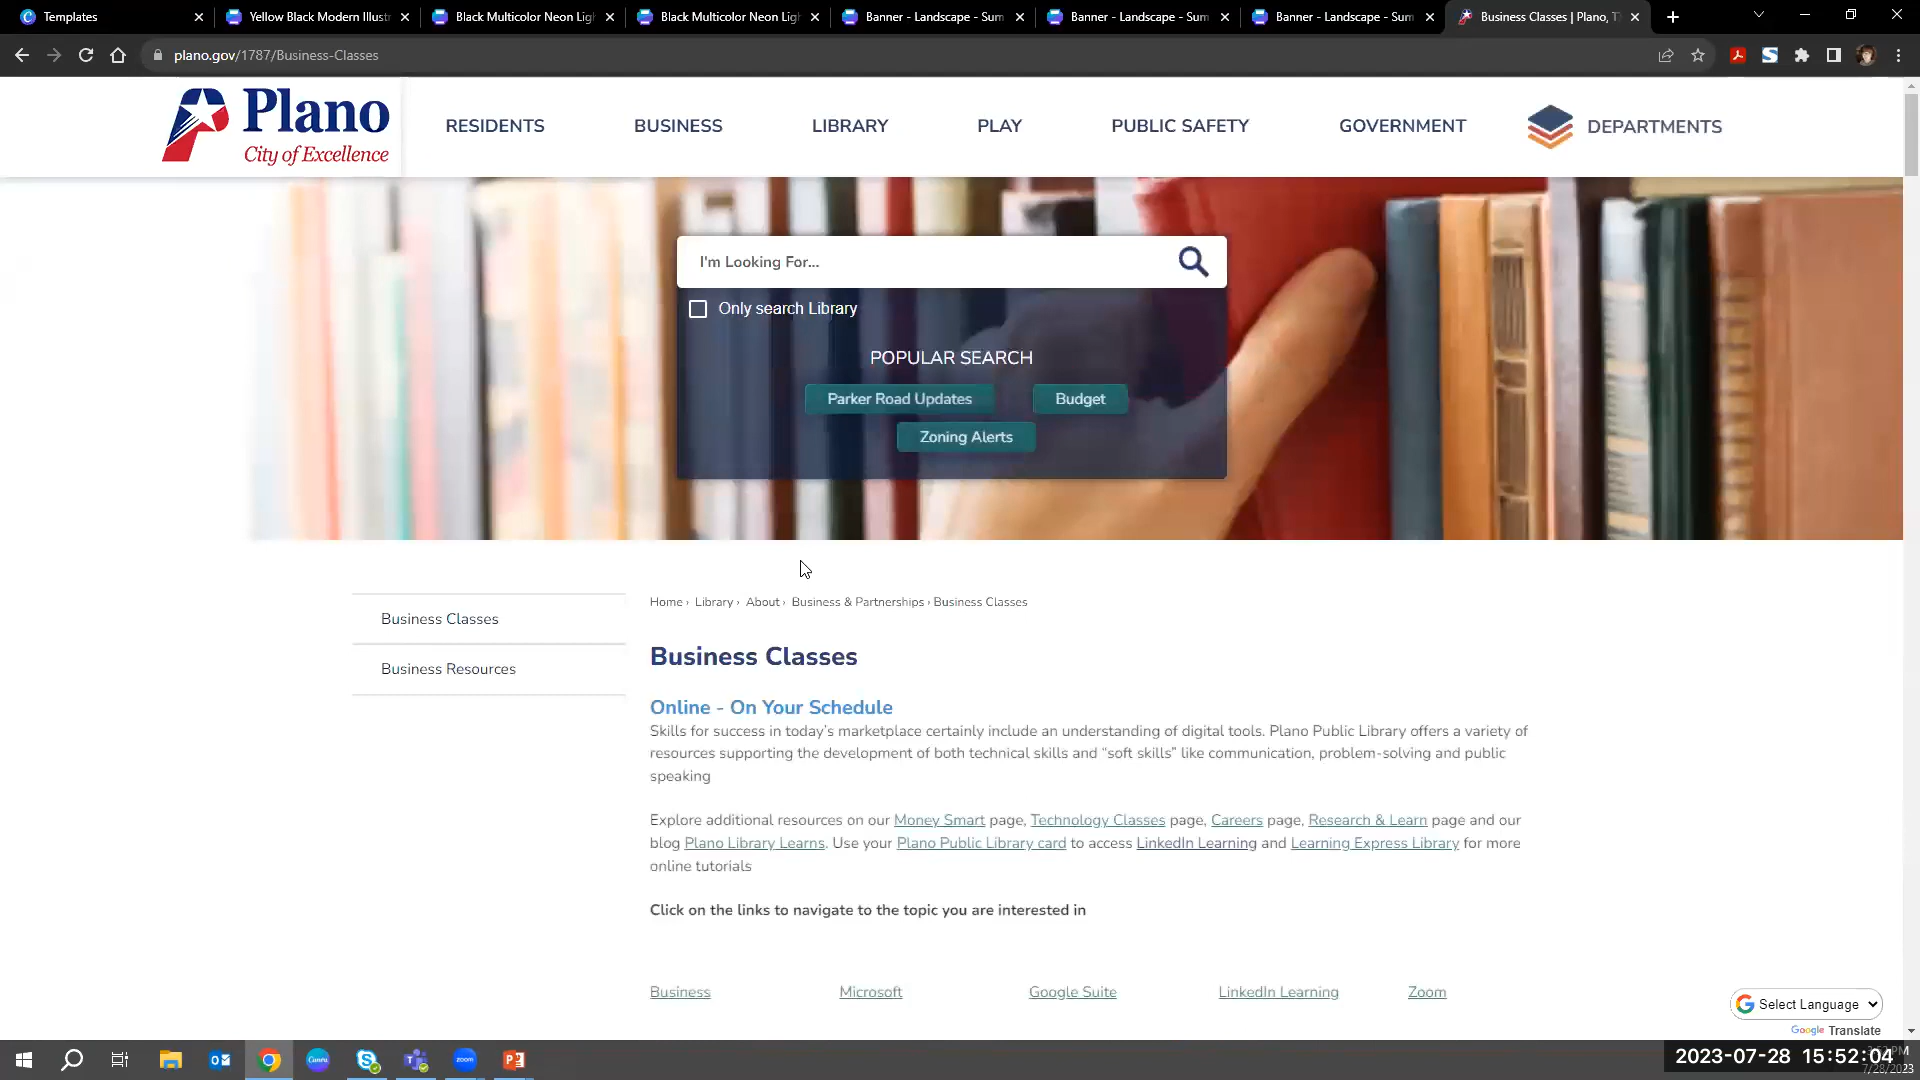 Templates
Yellow Black Modern Illustr
Black Multicolor Neon Ligh
Black Multicolor Neon Ligh
Banner - Landscape - Sum
Banner - Landscape - Sum
Banner - Landscape - Sum
Business Classes | Plano, T
plano.gov/1787/Business-Classes
Plano
City of Excellence
RESIDENTS
BUSINESS
LIBRARY
PLAY
PUBLIC SAFETY
GOVERNMENT
DEPARTMENTS
I'm Looking For...
Only search Library
POPULAR SEARCH
Parker Road Updates
Budget
Zoning Alerts
Business Classes
Business Resources
Home › Library › About › Business & Partnerships › Business Classes
Business Classes
Online - On Your Schedule
Skills for success in today's marketplace certainly include an understanding of digital tools. Plano Public Library offers a variety of
resources supporting the development of both technical skills and “soft skills” like communication, problem-solving and public
speaking
Explore additional resources on our Money Smart page, Technology Classes page, Careers page, Research & Learn page and our
blog Plano Library Learns. Use your Plano Public Library card to access LinkedIn Learning and Learning Express Library for more
online tutorials
Click on the links to navigate to the topic you are interested in
Business
Microsoft
Google Suite
LinkedIn Learning
Zoom
Select Language
Google Translate
2023-07-28 15:52:04
7/28/2023